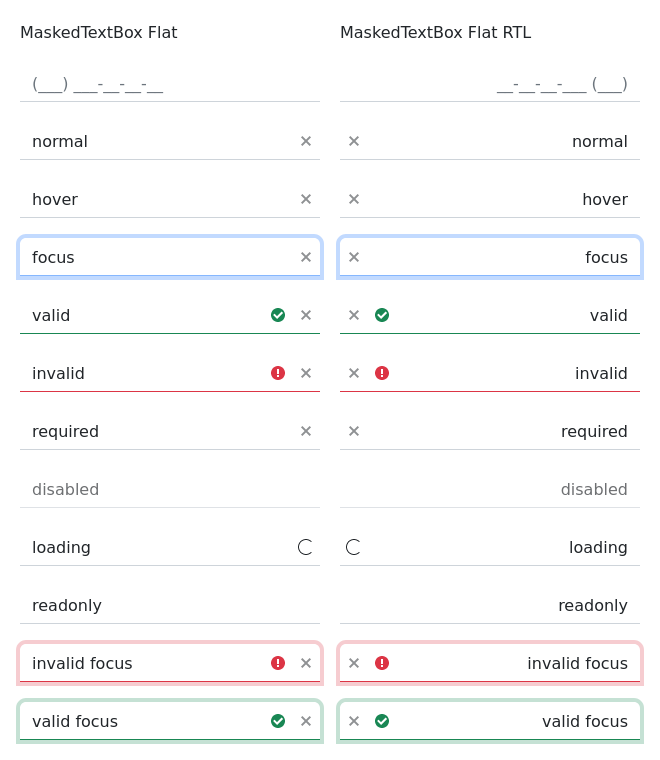 MaskedTextBox Flat
(___) ___-__-__-__
normal
hover
focus
valid
invalid
required
disabled
loading
readonly
invalid focus
valid focus
MaskedTextBox Flat RTL
__-__-__-___ (___)
normal
hover
focus
valid
invalid
required
disabled
loading
readonly
invalid focus
valid focus